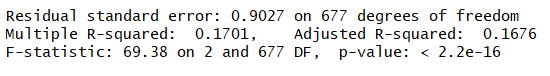 Residual standard error: 0.9027 on 677 degrees of freedom
Multiple R-squared:  0.1701,    Adjusted R-squared:  0.1676
F-statistic: 69.38 on 2 and 677 DF,  p-value: < 2.2e-16